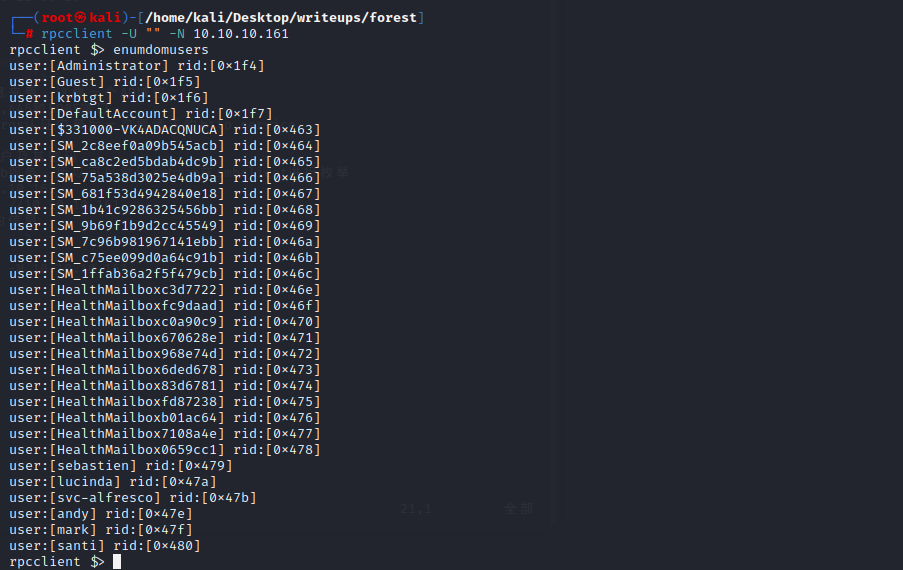 ┌──(root㉿kali)-[/home/kali/Desktop/writeups/forest]
└─# rpcclient -U "" -N 10.10.10.161
rpcclient $> enumdomusers
user:[Administrator] rid:[0×1f4]
user:[Guest] rid:[0×1f5]
user:[krbtgt] rid:[0×1f6]
user:[DefaultAccount] rid:[0×1f7]
user:[$331000-VK4ADACQNUCA] rid:[0×463]
user:[SM_2c8eef0a09b545acb] rid:[0×464]
user:[SM_ca8c2ed5bdab4dc9b] rid:[0×465]
user:[SM_75a538d3025e4db9a] rid:[0×466]
user:[SM_681f53d4942840e18] rid:[0×467]
user:[SM_1b41c9286325456bb] rid:[0×468]
user:[SM_9b69f1b9d2cc45549] rid:[0×469]
user:[SM_7c96b981967141ebb] rid:[0×46a]
user:[SM_c75ee099d0a64c91b] rid:[0×46b]
user:[SM_1ffab36a2f5f479cb] rid:[0×46c]
user:[HealthMailboxc3d7722] rid:[0×46e]
user:[HealthMailboxfc9daad] rid:[0×46f]
user:[HealthMailboxc0a90c9] rid:[0×470]
user:[HealthMailbox670628e] rid:[0×471]
user:[HealthMailbox968e74d] rid:[0×472]
user:[HealthMailbox6ded678] rid:[0×473]
user:[HealthMailbox83d6781] rid:[0×474]
user:[HealthMailboxfd87238] rid:[0×475]
user:[HealthMailboxb01ac64] rid:[0×476]
user:[HealthMailbox7108a4e] rid:[0×477]
user:[HealthMailbox0659cc1] rid:[0×478]
user:[sebastien] rid:[0×479]
user:[lucinda] rid:[0×47a]
user:[svc-alfresco] rid:[0×47b]
21,1 全部
user:[andy] rid:[0×47e]
user:[mark] rid:[0×47f]
user:[santi] rid:[0×480]
rpcclient $>